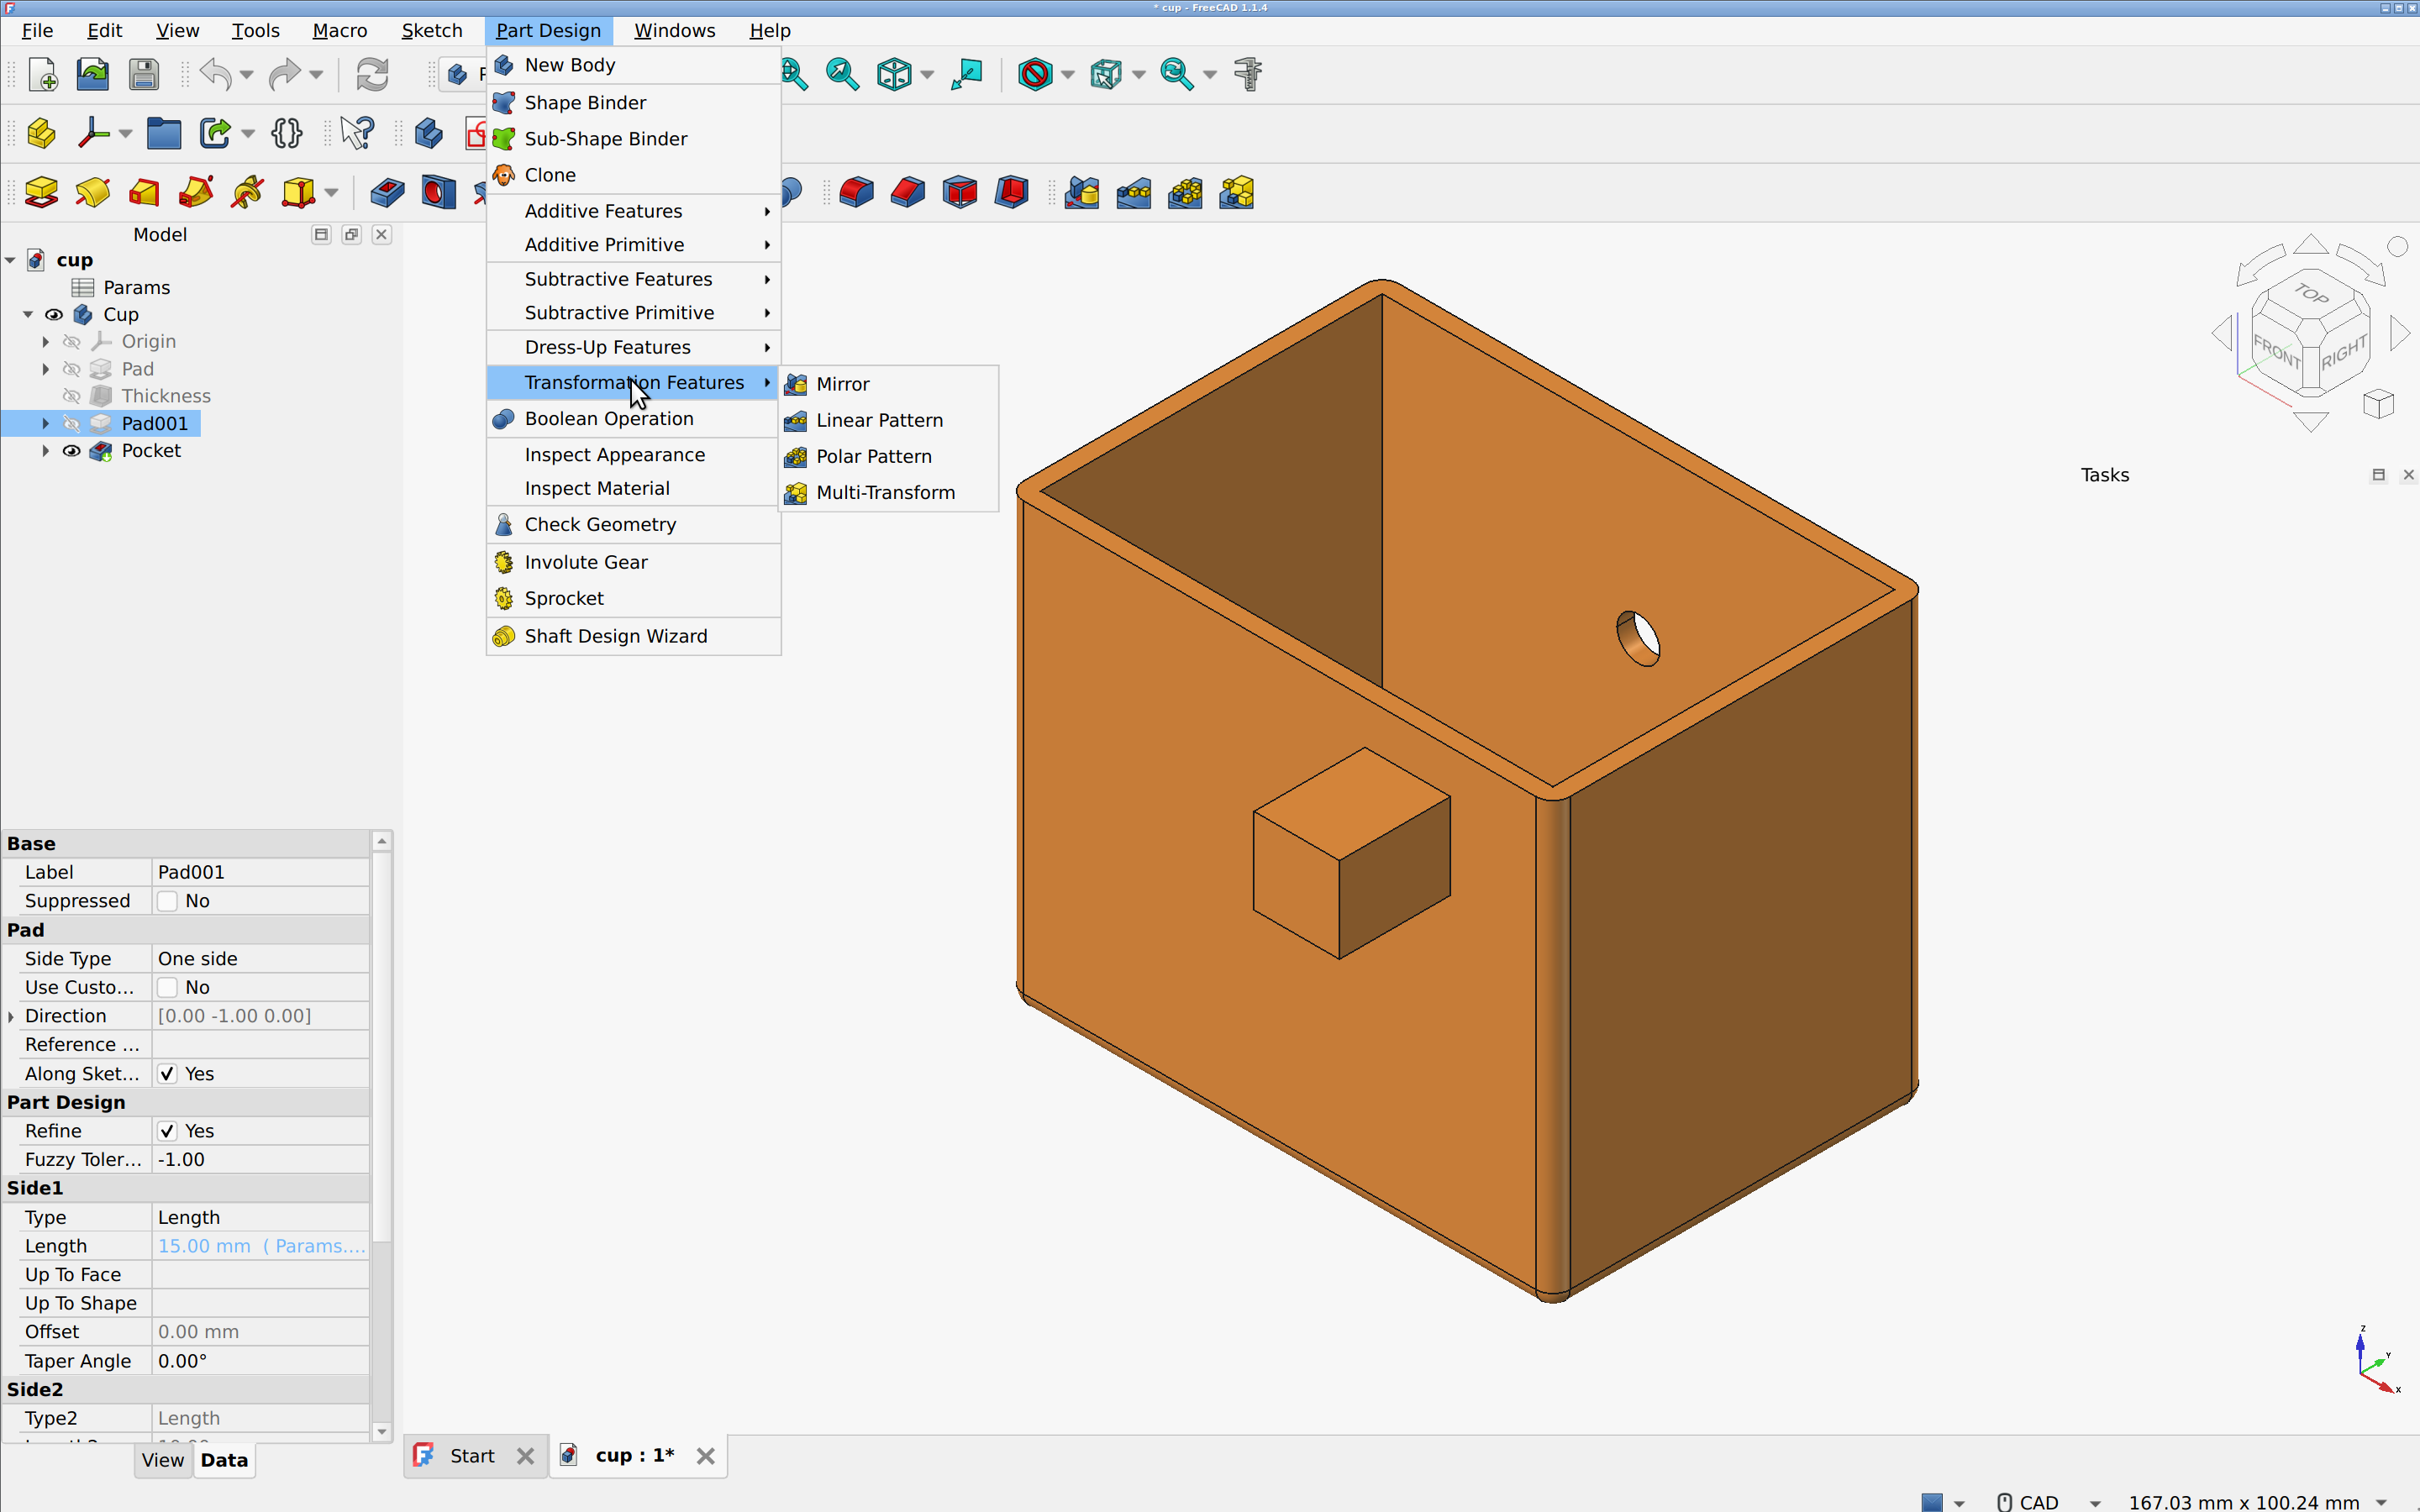 * cup - FreeCAD 1.1.4
File Edit View Tools Macro Sketch Part Design Windows Help
New Body
Shape Binder
Sub-Shape Binder
Clone
Additive Features
Additive Primitive
Subtractive Features
Subtractive Primitive
Dress-Up Features
Transformation Features
Boolean Operation
Inspect Appearance
Inspect Material
Check Geometry
Involute Gear
Sprocket
Shaft Design Wizard
Mirror
Linear Pattern
Polar Pattern
Multi-Transform
Model
cup
Params
Cup
Origin
Pad
Thickness
Pad001
Pocket
TOP
FRONT
RIGHT
Tasks
Base
Label Pad001
Suppressed No
Pad
Side Type One side
Use Custo... No
Direction [0.00 -1.00 0.00]
Reference ...
Along Sket... Yes
Part Design
Refine Yes
Fuzzy Toler... -1.00
Side1
Type Length
Length 15.00 mm ( Params....
Up To Face
Up To Shape
Offset 0.00 mm
Taper Angle 0.00°
Side2
Type2 Length
View Data
Start
cup : 1*
Z
Y
X
CAD
167.03 mm x 100.24 mm